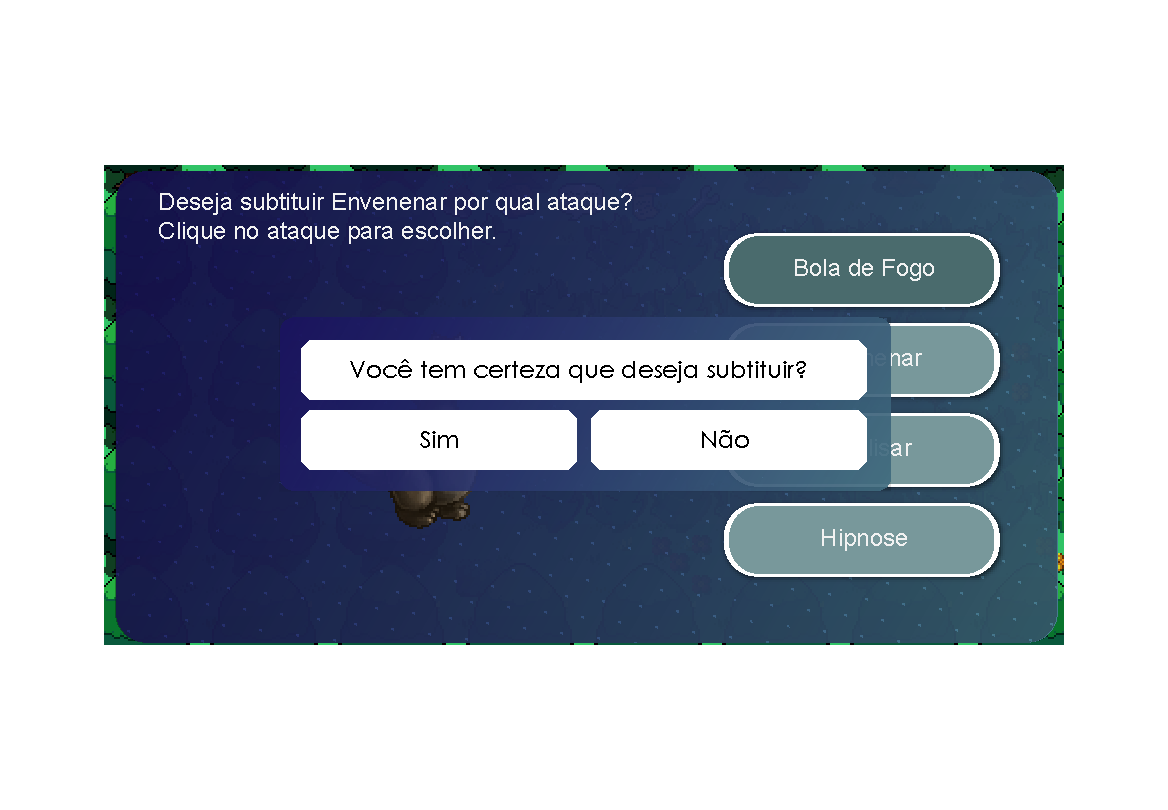 Deseja subtituir Envenenar por qual ataque?
Clique no ataque para escolher.
Bola de Fogo
Você tem certeza que deseja subtituir?
Sim
Não
Hipnose